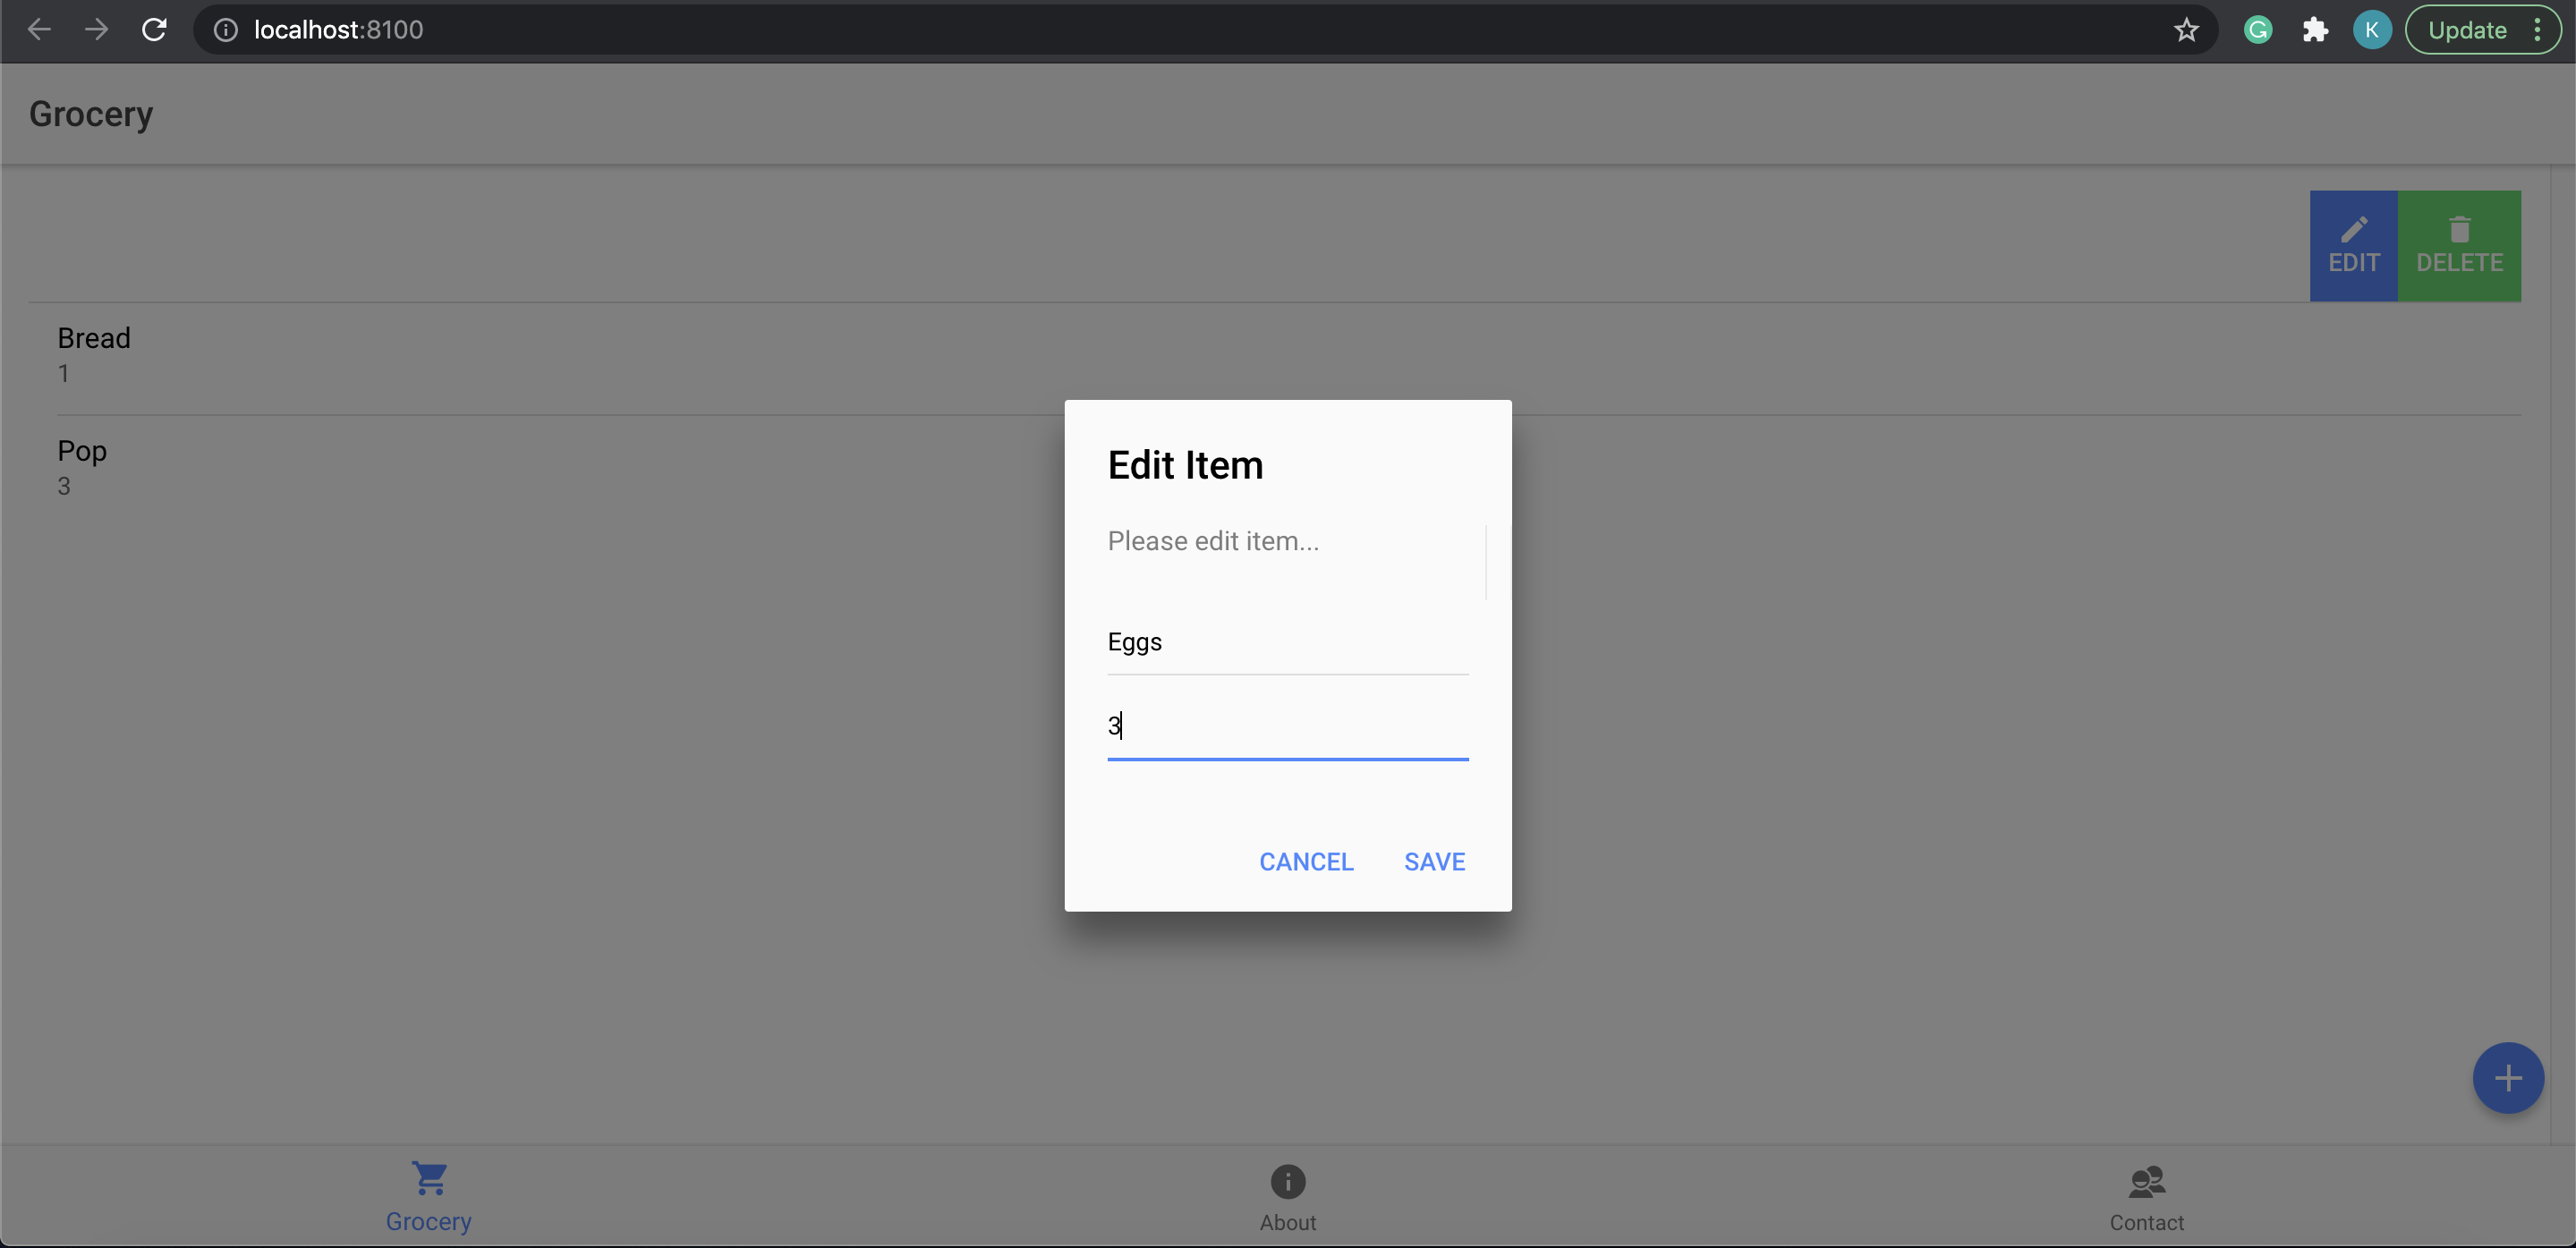 localhost:8100
G
K
Update
Grocery
EDIT
DELETE
Bread
1
Pop
3
Edit Item
Please edit item...
Eggs
3
CANCEL
SAVE
Grocery
About
Contact